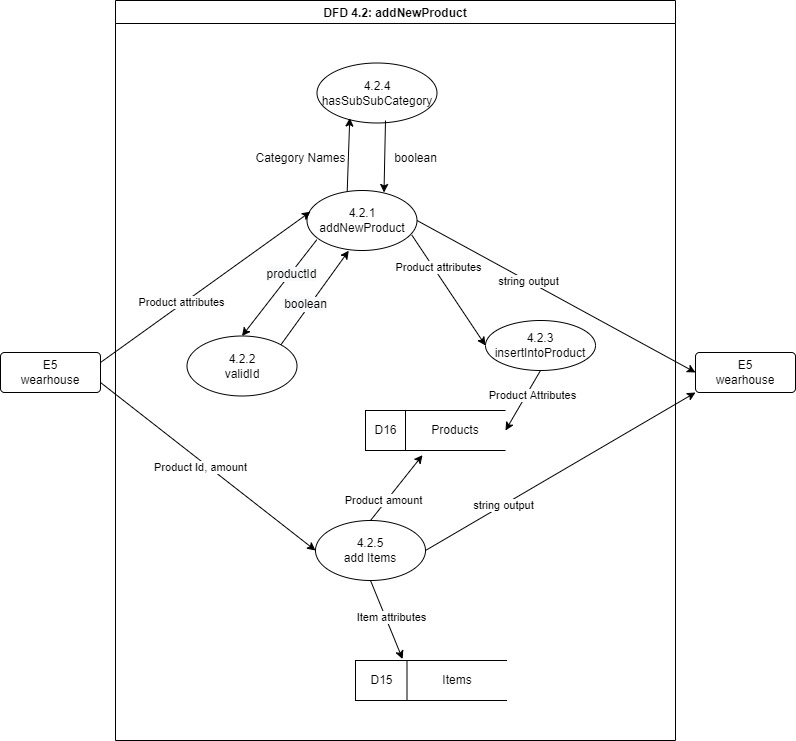 DFD 4.2: addNewProduct
4.2.4
hasSubSubCategory
Category Names
boolean
4.2.1
addNewProduct
Product attributes
productId
boolean
Product attributes
string output
4.2.2
validId
4.2.3
insertIntoProduct
E5
wearhouse
E5
wearhouse
Product Attributes
D16
Products
Product Id, amount
Product amount
string output
4.2.5
add Items
Item attributes
D15
Items